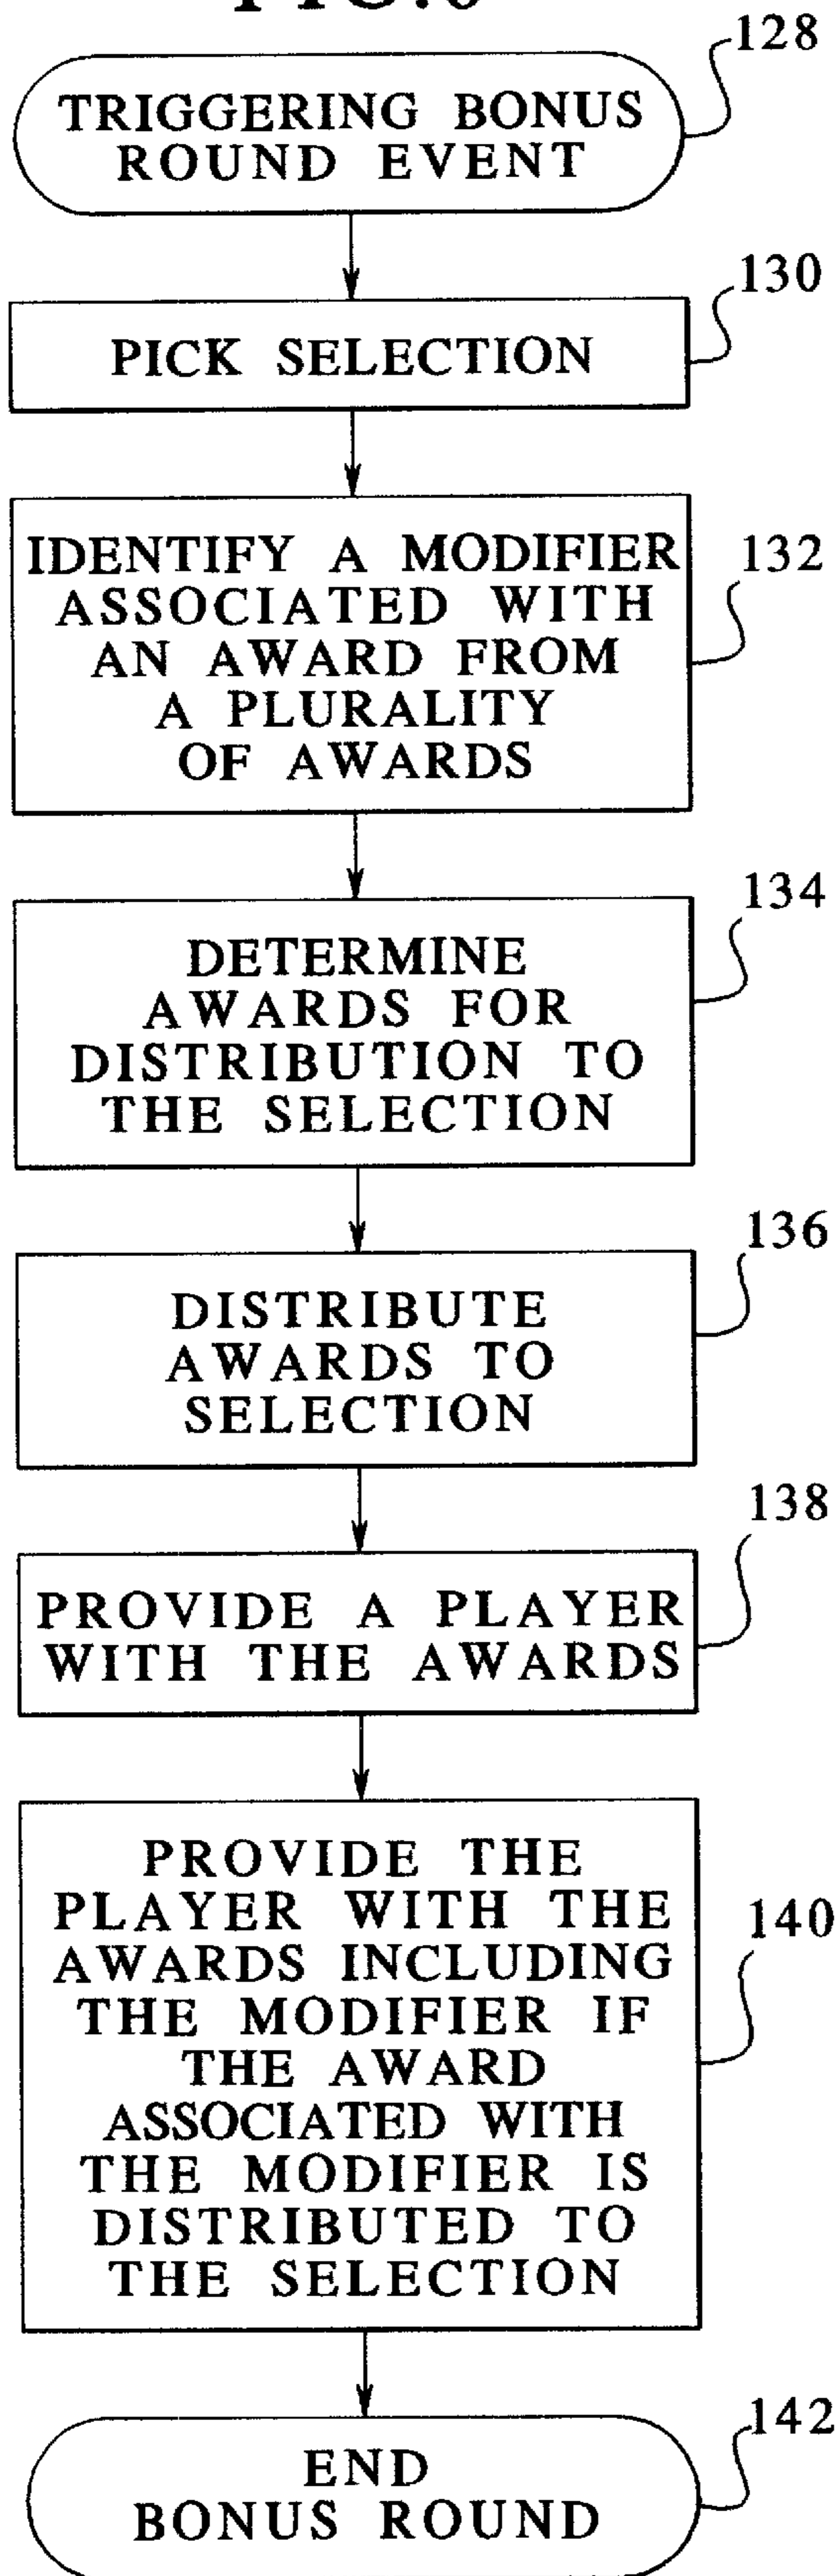 128
TRIGGERING BONUS
ROUND EVENT
130
PICK SELECTION
132
IDENTIFY A MODIFIER
ASSOCIATED WITH
AN AWARD FROM
A PLURALITY
OF AWARDS
134
DETERMINE
AWARDS FOR
DISTRIBUTION TO
THE SELECTION
136
DISTRIBUTE
AWARDS TO
SELECTION
138
PROVIDE A PLAYER
WITH THE AWARDS
140
PROVIDE THE
PLAYER WITH THE
AWARDS INCLUDING
THE MODIFIER IF
THE AWARD
ASSOCIATED WITH
THE MODIFIER IS
DISTRIBUTED TO
THE SELECTION
142
END
BONUS ROUND